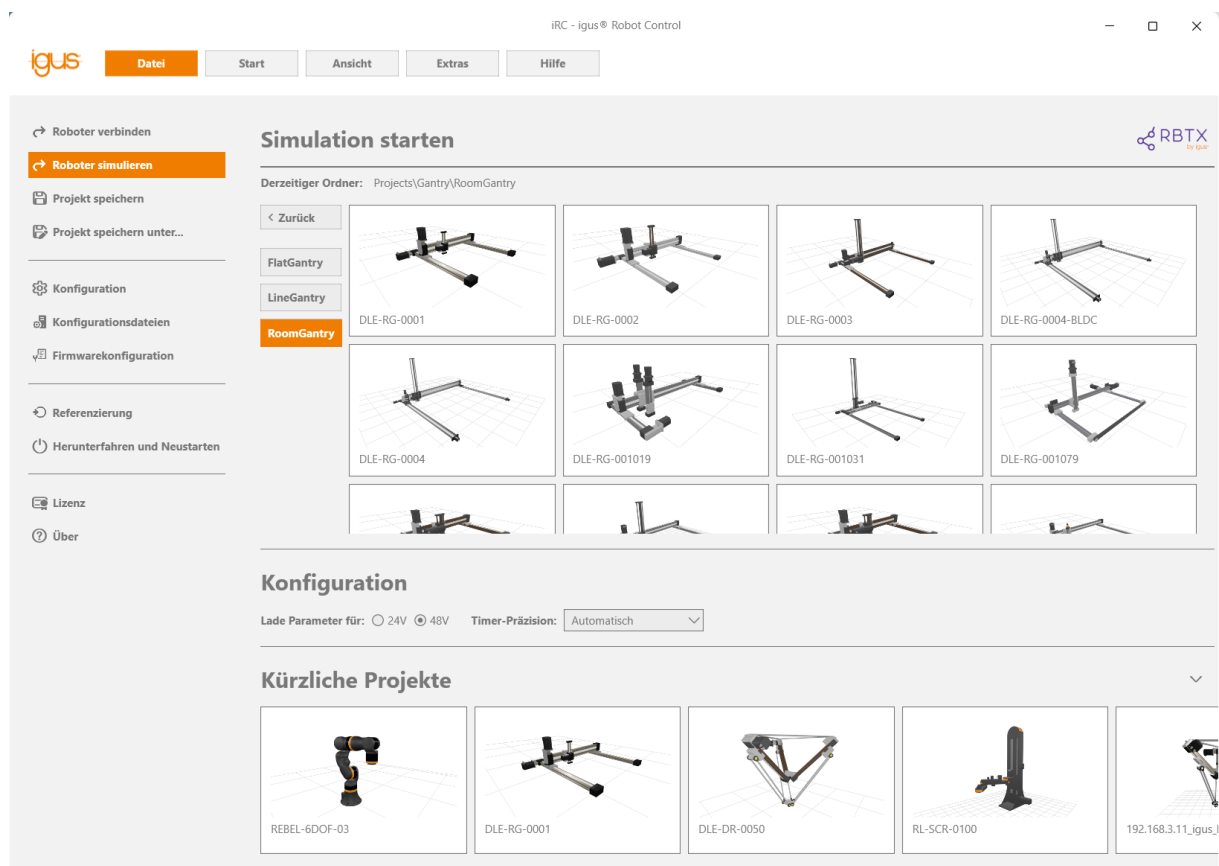 iRC - igus® Robot Control
igus
Datei
Start
Ansicht
Extras
Hilfe
Roboter verbinden
Roboter simulieren
Projekt speichern
Projekt speichern unter...
Konfiguration
Konfigurationsdateien
Firmwarekonfiguration
Referenzierung
Herunterfahren und Neustarten
Lizenz
Über
Simulation starten
RBTX
by igus
Derzeitiger Ordner: Projects\Gantry\RoomGantry
< Zurück
FlatGantry
LineGantry
RoomGantry
DLE-RG-0001
DLE-RG-0002
DLE-RG-0003
DLE-RG-0004-BLDC
DLE-RG-0004
DLE-RG-001019
DLE-RG-001031
DLE-RG-001079
Konfiguration
Lade Parameter für: 24V 48V Timer-Präzision: Automatisch
Kürzliche Projekte
REBEL-6DOF-03
DLE-RG-0001
DLE-DR-0050
RL-SCR-0100
192.168.3.11_igus_